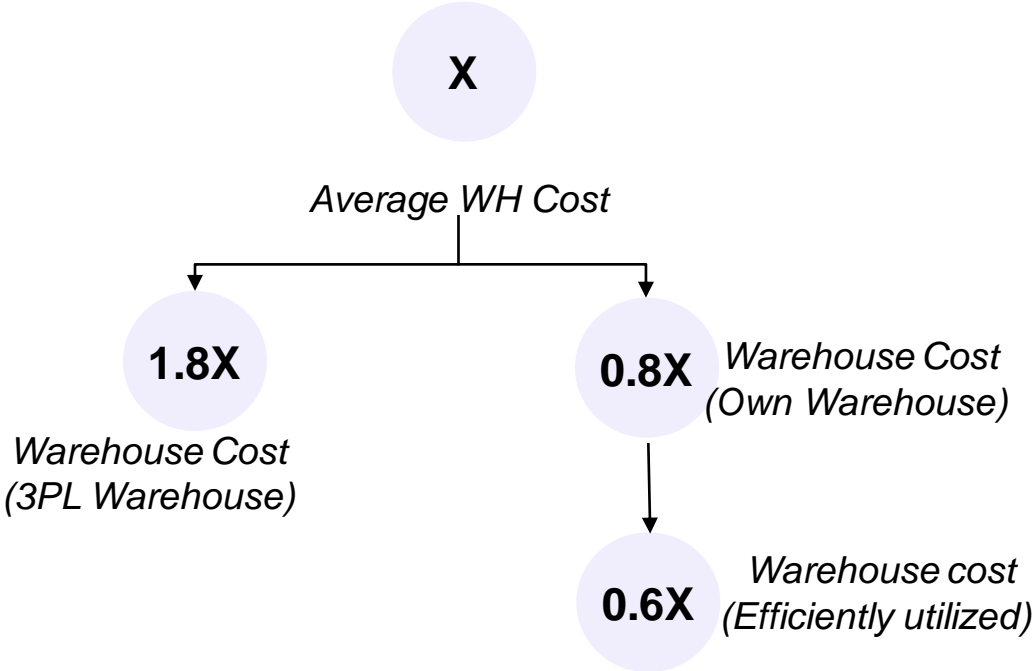 X
Average WH Cost
1.8X
Warehouse Cost
(3PL Warehouse)
0.8X
Warehouse Cost
(Own Warehouse)
0.6X
Warehouse cost
(Efficiently utilized)